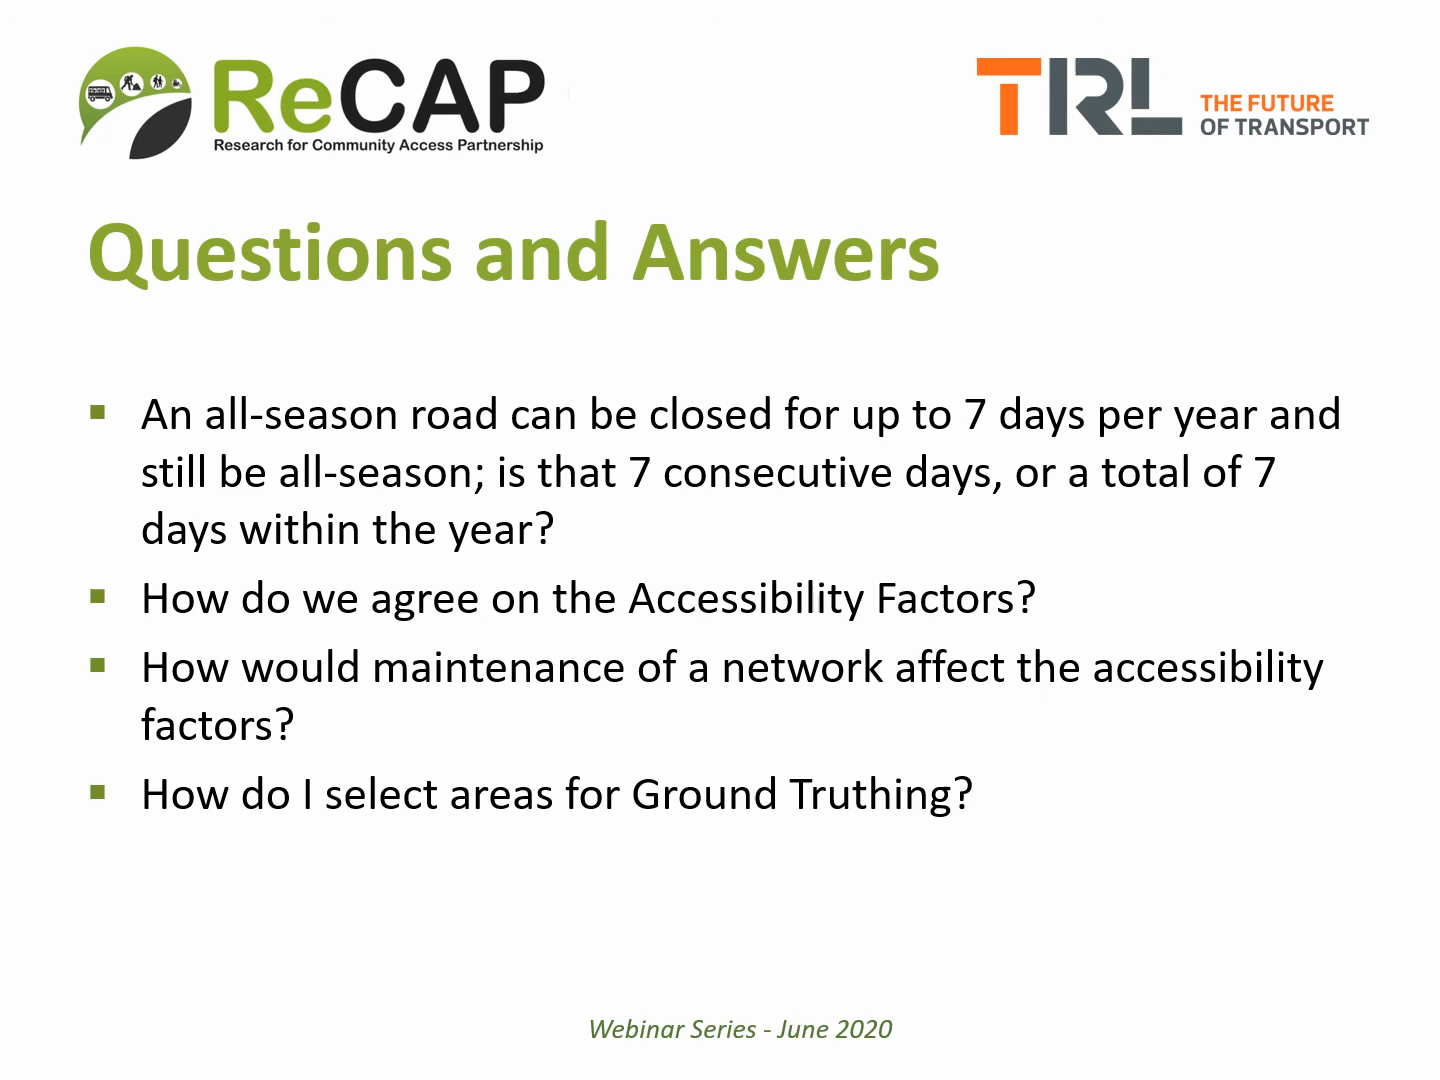 ReCAP
Research for Community Access Partnership
TRL
THE FUTURE
OF TRANSPORT
Questions and Answers
An all-season road can be closed for up to 7 days per year and
still be all-season; is that 7 consecutive days, or a total of 7
days within the year?
How do we agree on the Accessibility Factors?
How would maintenance of a network affect the accessibility
factors?
How do I select areas for Ground Truthing?
Webinar Series - June 2020